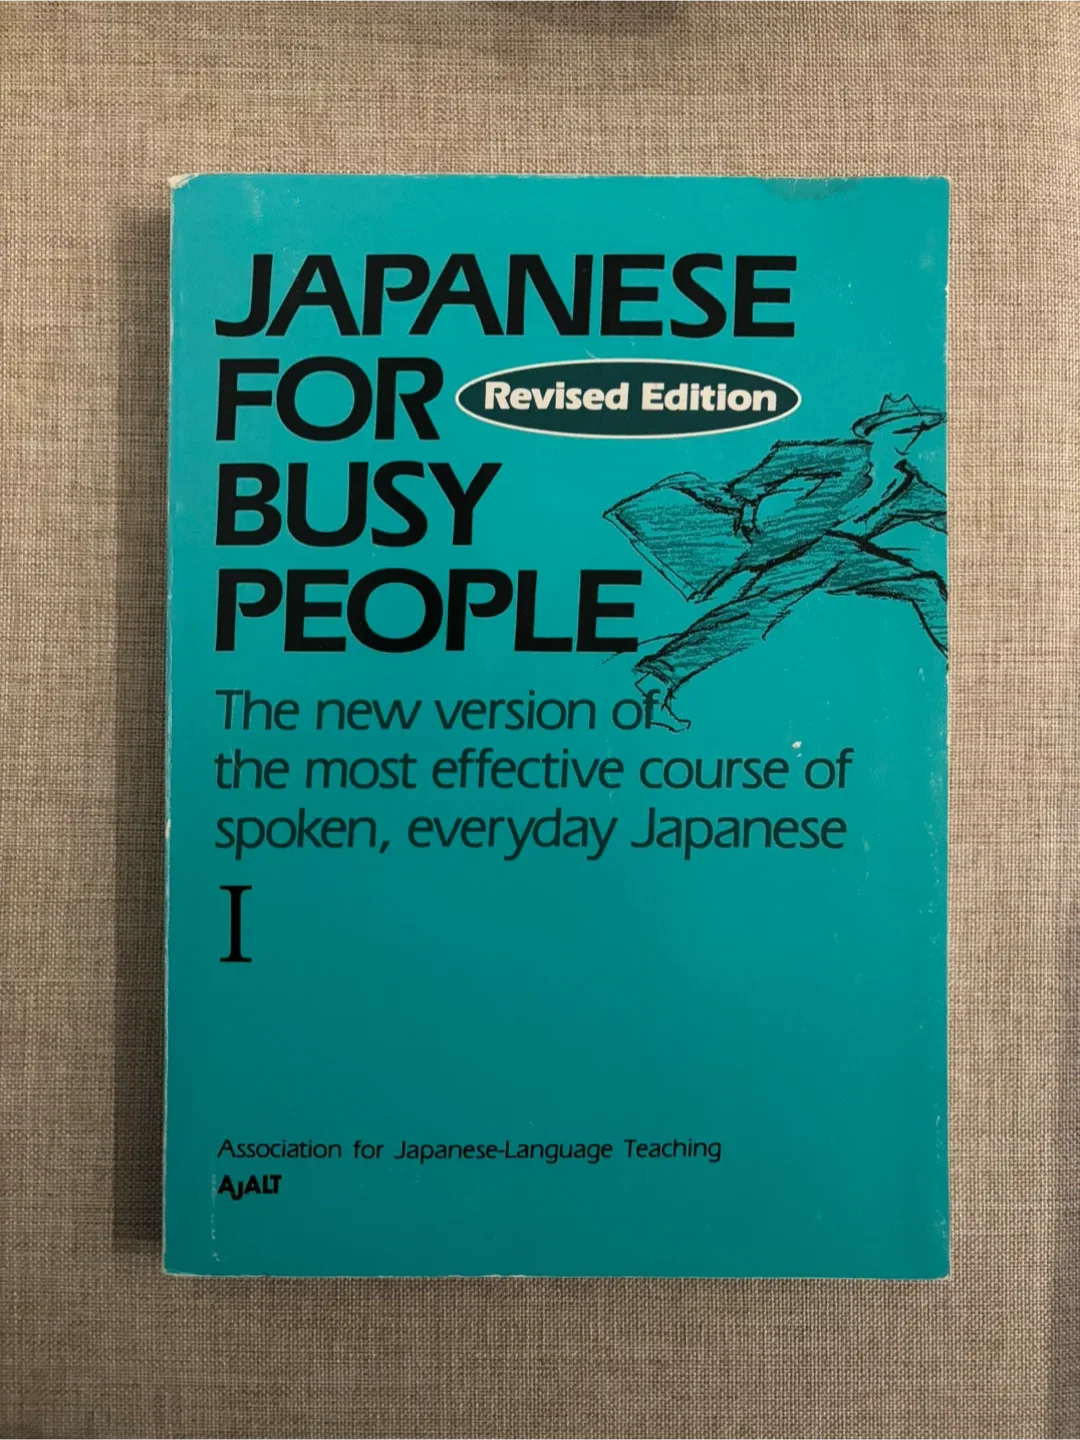 JAPANESE
FOR
Revised Edition
BUSY
PEOPLE
The new version of
the most effective course of
spoken, everyday Japanese
I
Association for Japanese-Language Teaching
AJALT